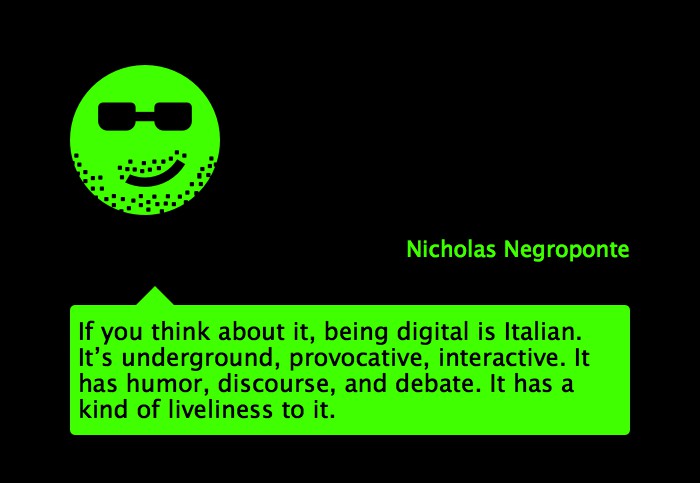 Nicholas Negroponte
If you think about it, being digital is Italian.
It’s underground, provocative, interactive. It
has humor, discourse, and debate. It has a
kind of liveliness to it.